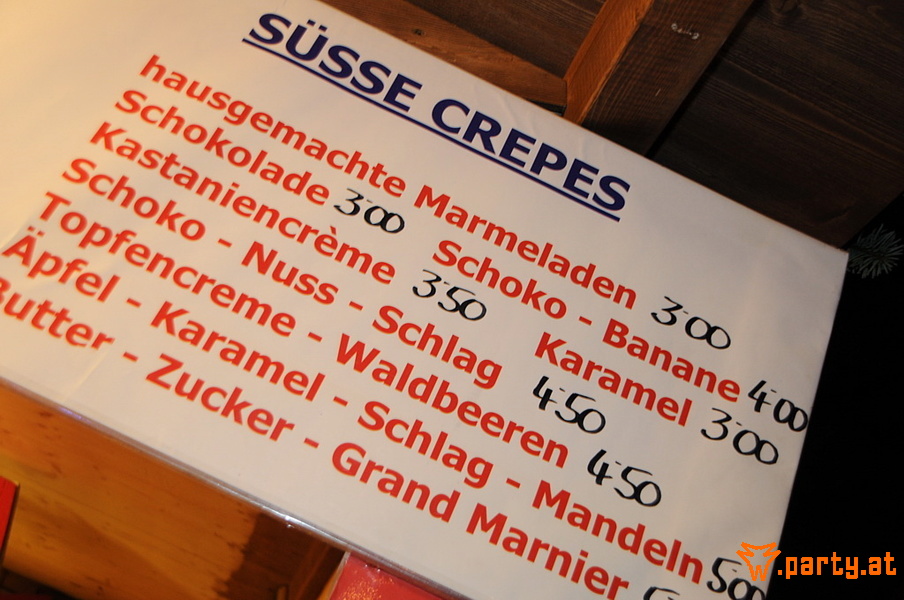 SÜSSE CREPES
hausgemachte Marmeladen 3.00
Schokolade 3.00 Schoko - Banane 4.00
Kastaniencrème 3.50 Karamel 3.00
Schoko - Nuss - Schlag 4.50
Topfencreme - Waldbeeren 4.50
Äpfel - Karamel - Schlag - Mandeln 5.00
Butter - Zucker - Grand Marnier
.party.at